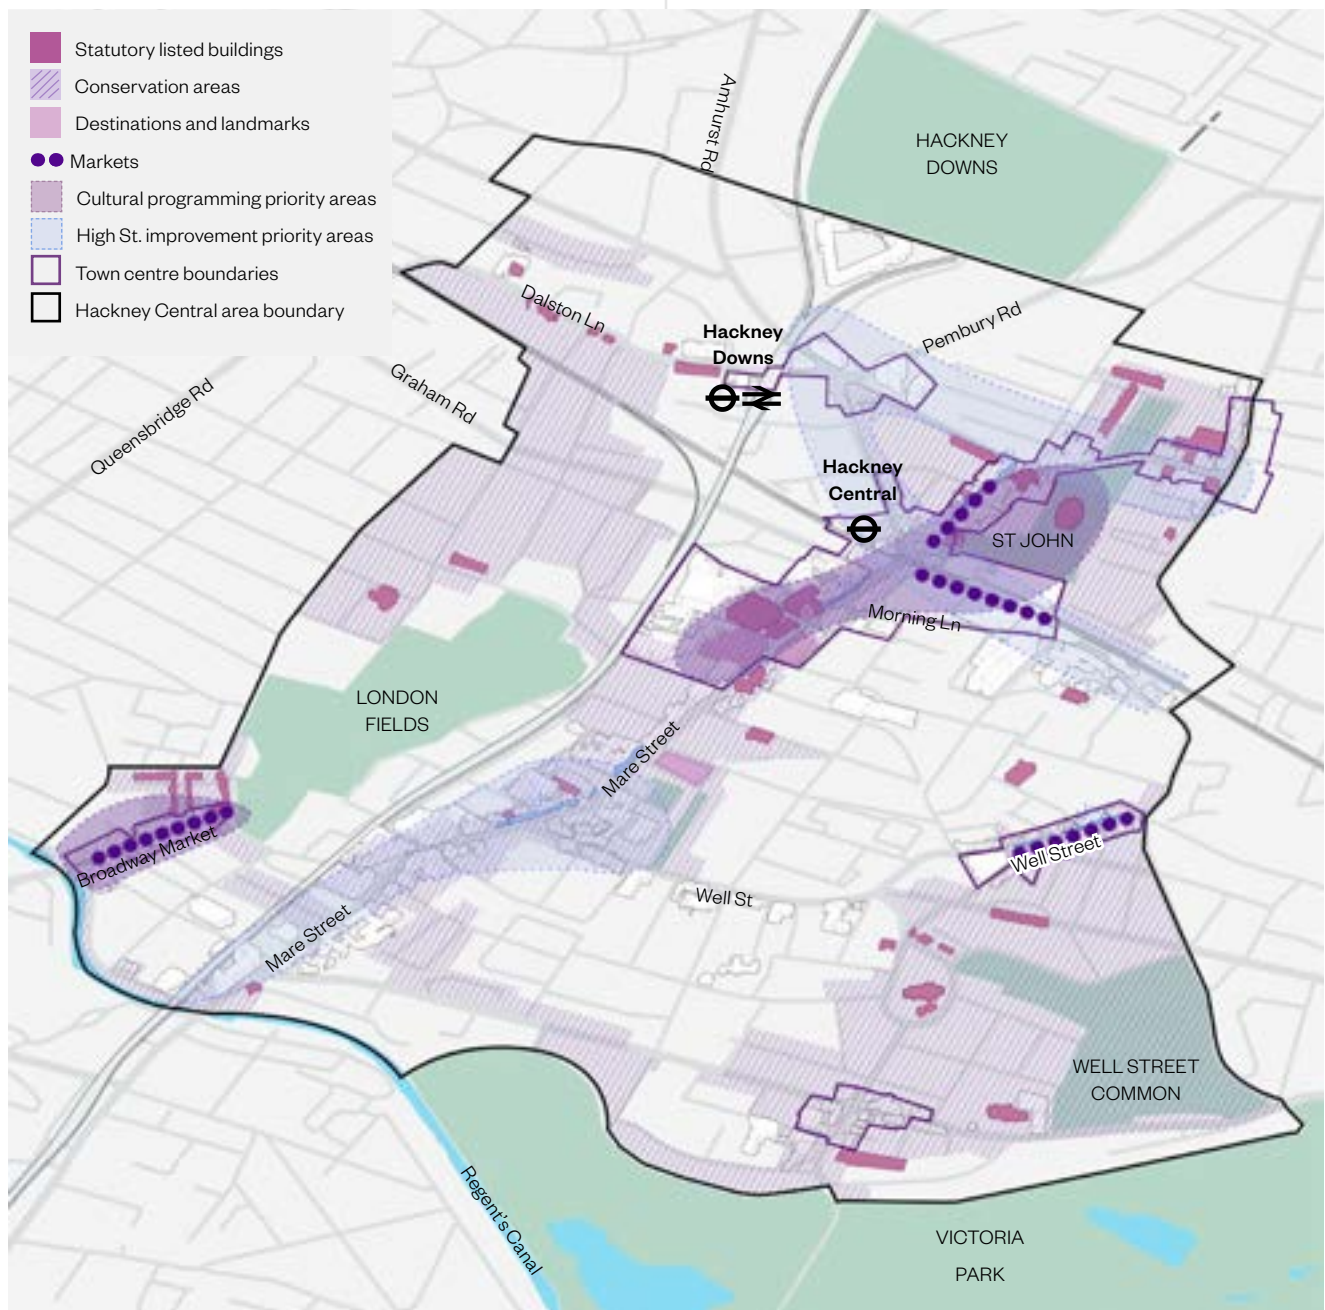 Statutory listed buildings
Conservation areas
Destinations and landmarks
Markets
Cultural programming priority areas
High St. improvement priority areas
Town centre boundaries
Hackney Central area boundary
Amhurst Rd
HACKNEY
DOWNS
Dalston Ln
Hackney
Downs
Pembury Rd
Graham Rd
Queensbridge Rd
Hackney
Central
ST JOHN
Morning Ln
LONDON
FIELDS
Mare Street
Broadway Market
Well Street
Well St
Mare Street
WELL STREET
COMMON
Regent's Canal
VICTORIA
PARK